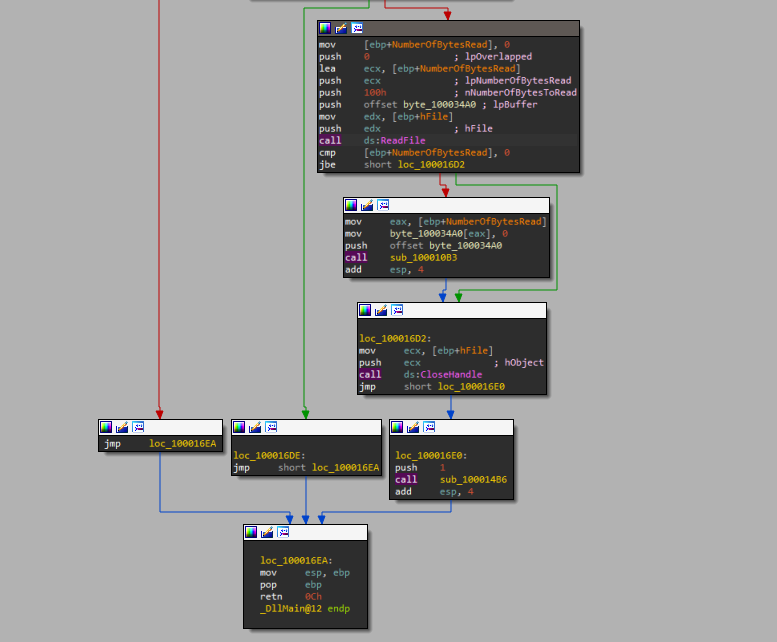 mov [ebp+NumberOfBytesRead], 0
push 0 ; lpOverlapped
lea ecx, [ebp+NumberOfBytesRead]
push ecx ; lpNumberOfBytesRead
push 100h ; nNumberOfBytesToRead
push offset byte_100034A0 ; lpBuffer
mov edx, [ebp+hFile]
push edx ; hFile
call ds:ReadFile
cmp [ebp+NumberOfBytesRead], 0
jbe short loc_100016D2
mov eax, [ebp+NumberOfBytesRead]
mov byte_100034A0[eax], 0
push offset byte_100034A0
call sub_100010B3
add esp, 4
loc_100016D2:
mov ecx, [ebp+hFile]
push ecx ; hObject
call ds:CloseHandle
jmp short loc_100016E0
jmp loc_100016EA
loc_100016DE:
jmp short loc_100016EA
loc_100016E0:
push 1
call sub_100014B6
add esp, 4
loc_100016EA:
mov esp, ebp
pop ebp
retn 0Ch
_DllMain@12 endp